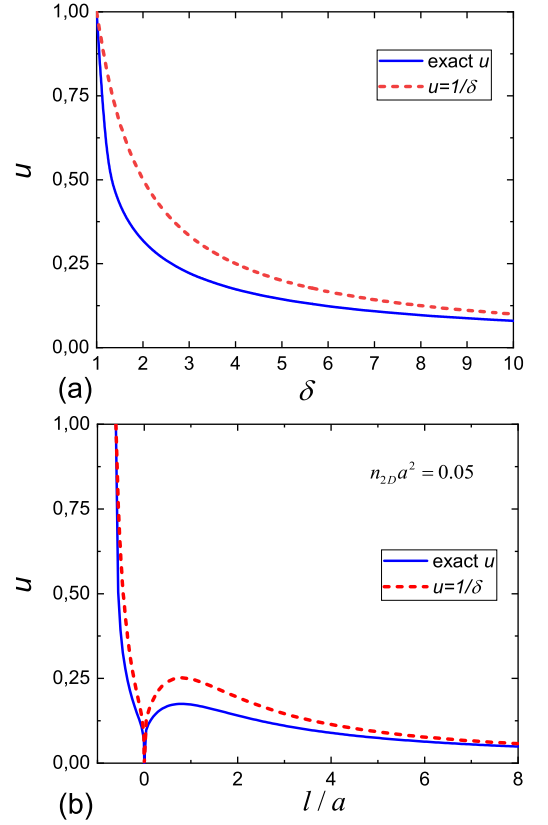 1,00
0,75
0,50
0,25
0,00
u
exact u
u=1/δ
1 2 3 4 5 6 7 8 9 10
(a)
δ
1,00
0,75
0,50
0,25
0,00
u
n₂D a² = 0.05
exact u
u=1/δ
0 2 4 6 8
(b)
l / a